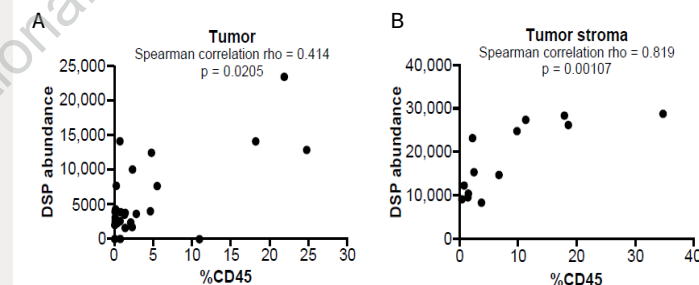 A
Tumor
Spearman correlation rho = 0.414
p = 0.0205
25,000
20,000
15,000
10,000
5000
0
DSP abundance
0 5 10 15 20 25 30
%CD45
B
Tumor stroma
Spearman correlation rho = 0.819
p = 0.00107
40,000
30,000
20,000
10,000
0
DSP abundance
0 10 20 30 40
%CD45